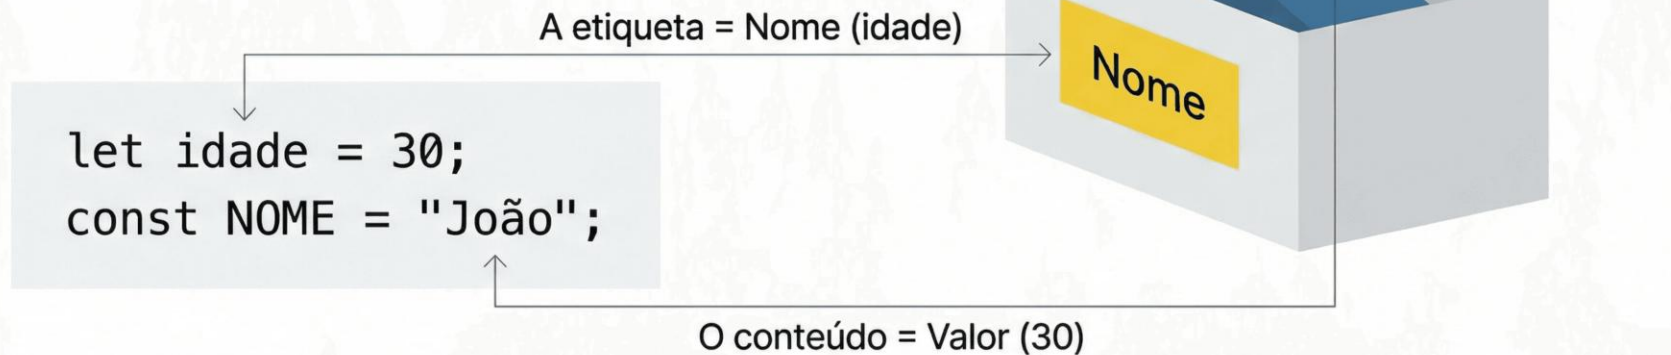 A etiqueta = Nome (idade)
Nome
let idade = 30;
const NOME = "João";
O conteúdo = Valor (30)